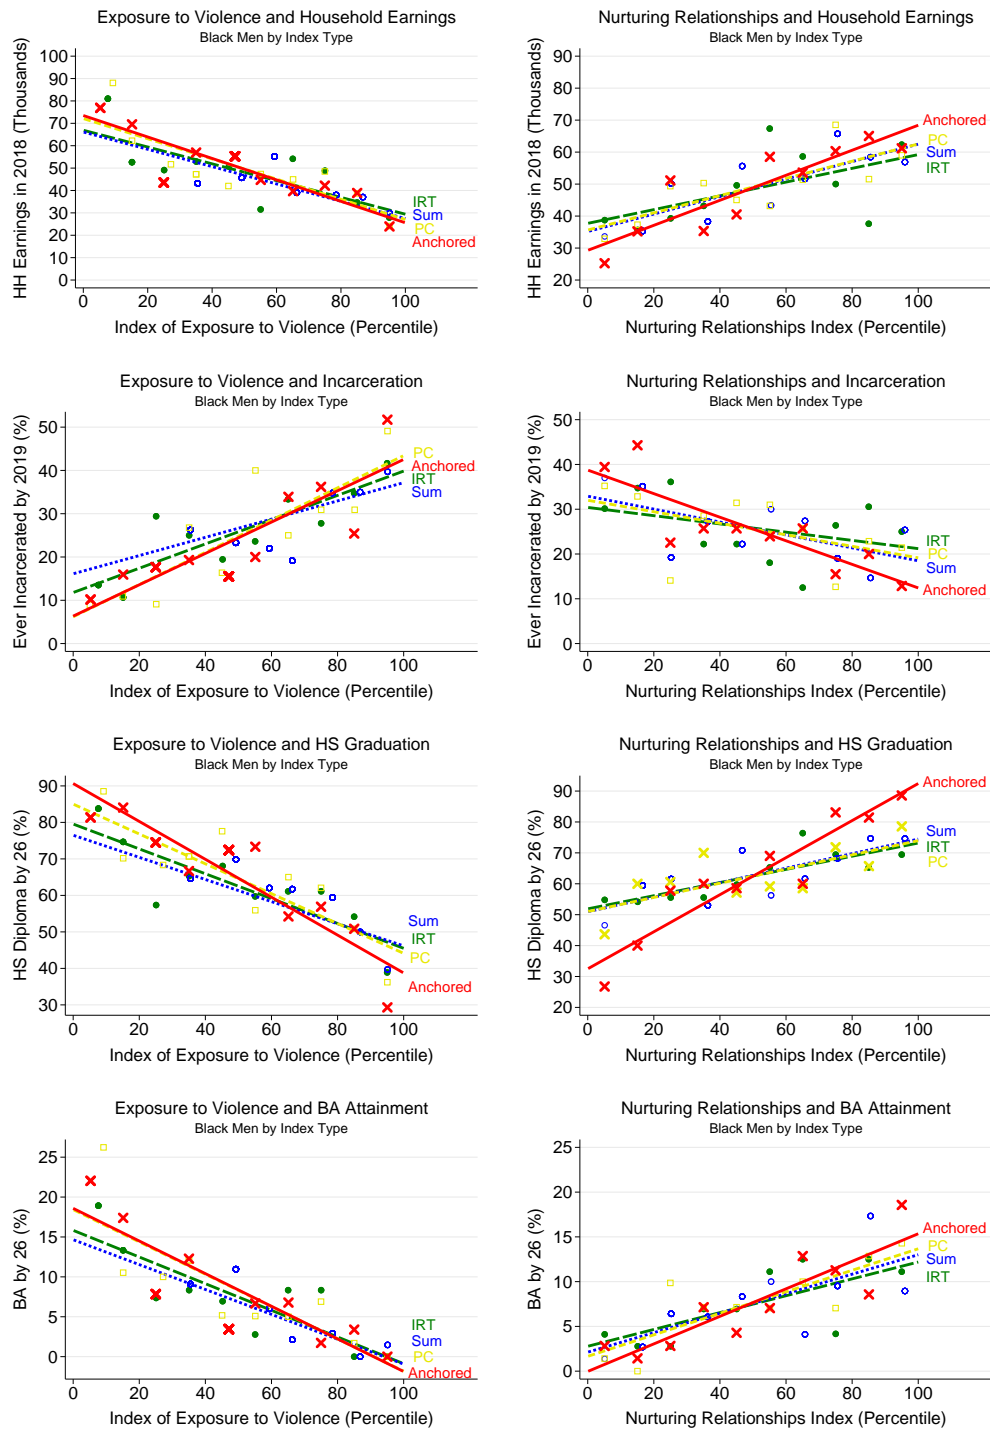 Exposure to Violence and Household Earnings
Black Men by Index Type
HH Earnings in 2018 (Thousands)
100
90
80
70
60
50
40
30
20
10
0
IRT
Sum
PC
Anchored
0 20 40 60 80 100
Index of Exposure to Violence (Percentile)
Nurturing Relationships and Household Earnings
Black Men by Index Type
HH Earnings in 2018 (Thousands)
90
80
70
60
50
40
30
20
Anchored
PC
Sum
IRT
0 20 40 60 80 100
Nurturing Relationships Index (Percentile)
Exposure to Violence and Incarceration
Black Men by Index Type
Ever Incarcerated by 2019 (%)
50
40
30
20
10
0
PC
Anchored
IRT
Sum
0 20 40 60 80 100
Index of Exposure to Violence (Percentile)
Nurturing Relationships and Incarceration
Black Men by Index Type
Ever Incarcerated by 2019 (%)
50
40
30
20
10
0
IRT
PC
Sum
Anchored
0 20 40 60 80 100
Nurturing Relationships Index (Percentile)
Exposure to Violence and HS Graduation
Black Men by Index Type
HS Diploma by 26 (%)
90
80
70
60
50
40
30
Sum
IRT
PC
Anchored
0 20 40 60 80 100
Index of Exposure to Violence (Percentile)
Nurturing Relationships and HS Graduation
Black Men by Index Type
HS Diploma by 26 (%)
90
80
70
60
50
40
30
20
Anchored
Sum
IRT
PC
0 20 40 60 80 100
Nurturing Relationships Index (Percentile)
Exposure to Violence and BA Attainment
Black Men by Index Type
BA by 26 (%)
25
20
15
10
5
0
IRT
Sum
PC
Anchored
0 20 40 60 80 100
Index of Exposure to Violence (Percentile)
Nurturing Relationships and BA Attainment
Black Men by Index Type
BA by 26 (%)
25
20
15
10
5
0
Anchored
PC
Sum
IRT
0 20 40 60 80 100
Nurturing Relationships Index (Percentile)